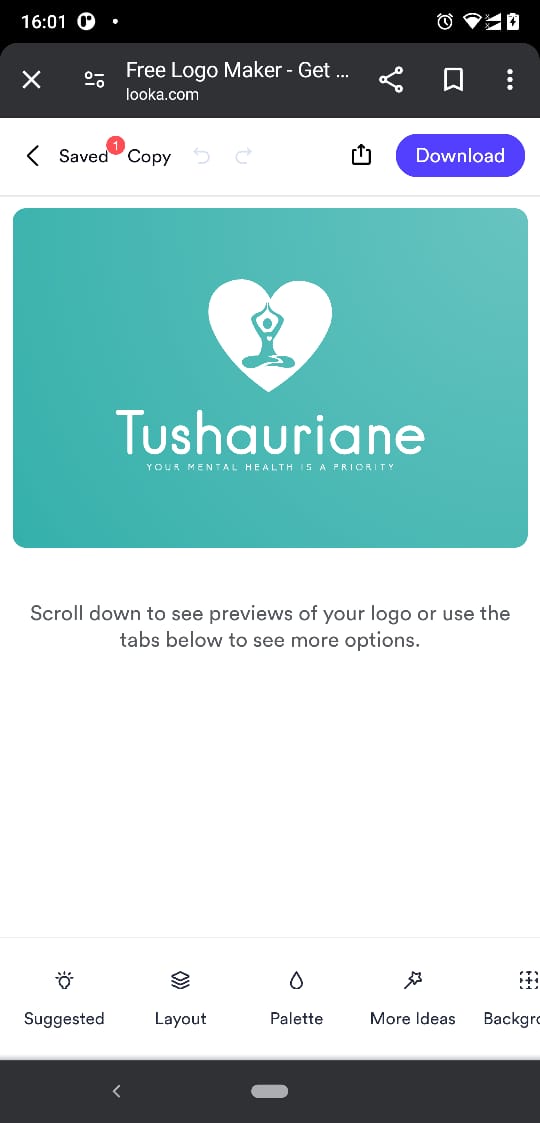 16:01
Free Logo Maker - Get ...
looka.com
Saved 1 Copy Download
Tushauriane
YOUR MENTAL HEALTH IS A PRIORITY
Scroll down to see previews of your logo or use the
tabs below to see more options.
Suggested Layout Palette More Ideas Backgro